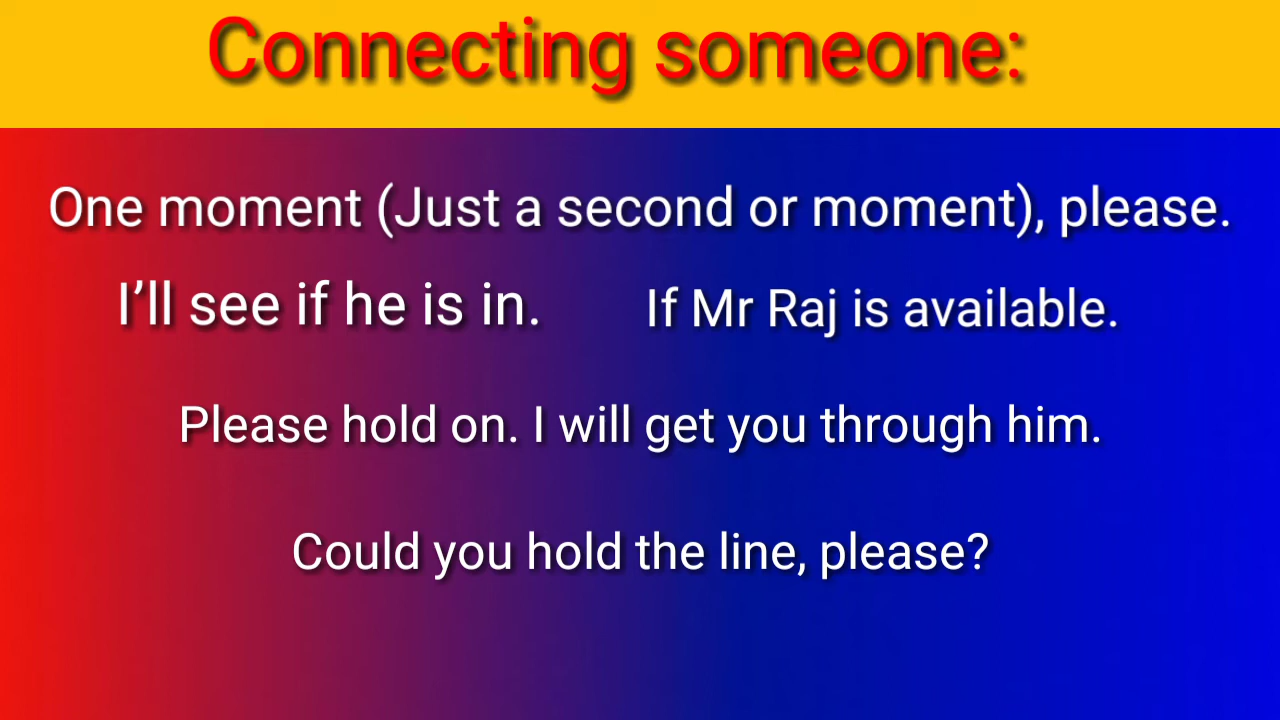 Connecting someone:
One moment (Just a second or moment), please.
I’ll see if he is in. If Mr Raj is available.
Please hold on. I will get you through him.
Could you hold the line, please?